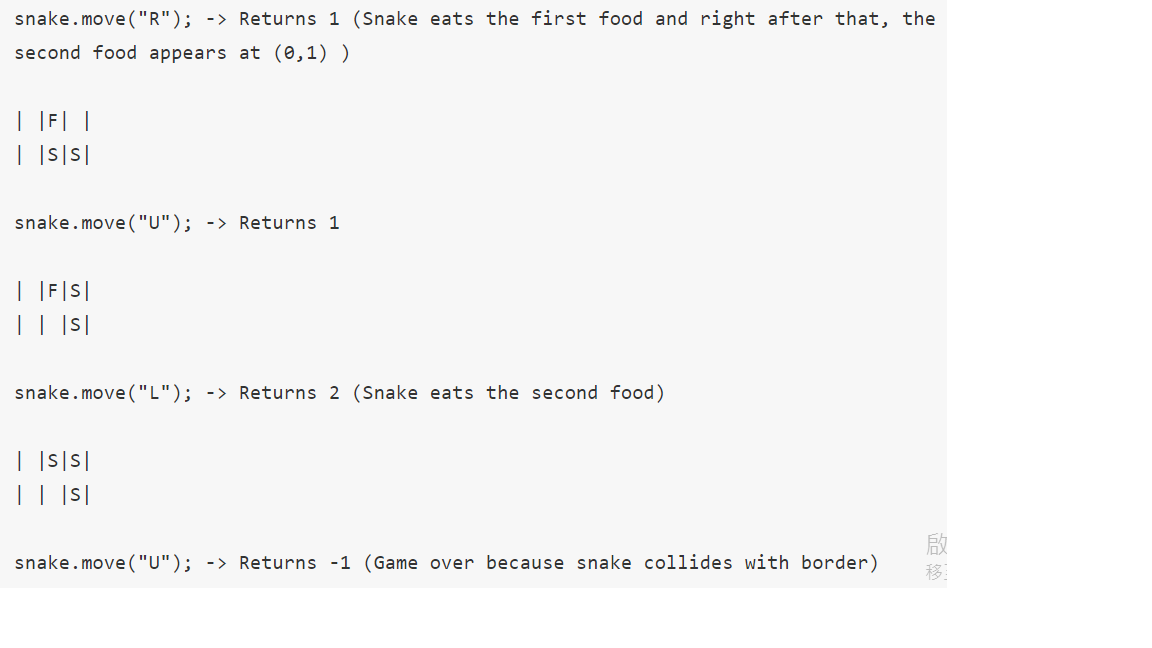 snake.move("R"); -> Returns 1 (Snake eats the first food and right after that, the
second food appears at (0,1) )
| |F| |
| |S|S|
snake.move("U"); -> Returns 1
| |F|S|
| | |S|
snake.move("L"); -> Returns 2 (Snake eats the second food)
| |S|S|
| | |S|
snake.move("U"); -> Returns -1 (Game over because snake collides with border)
啟
移